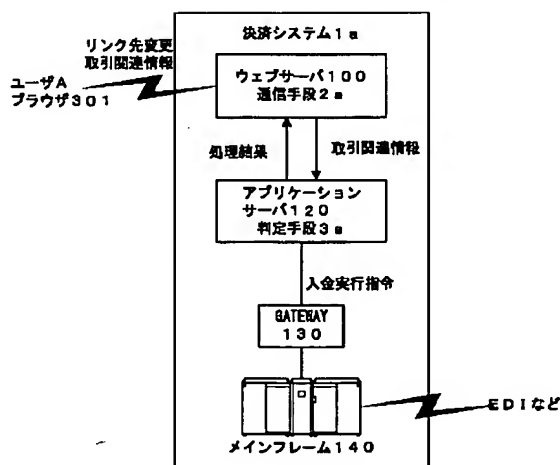 決済システム1a
リンク先変更
取引関連情報
ユーザA
ブラウザ301
ウェブサーバ100
通信手段2a
処理結果
取引関連情報
アプリケーション
サーバ120
判定手段3a
入金実行指令
GATEWAY
130
EDIなど
メインフレーム140